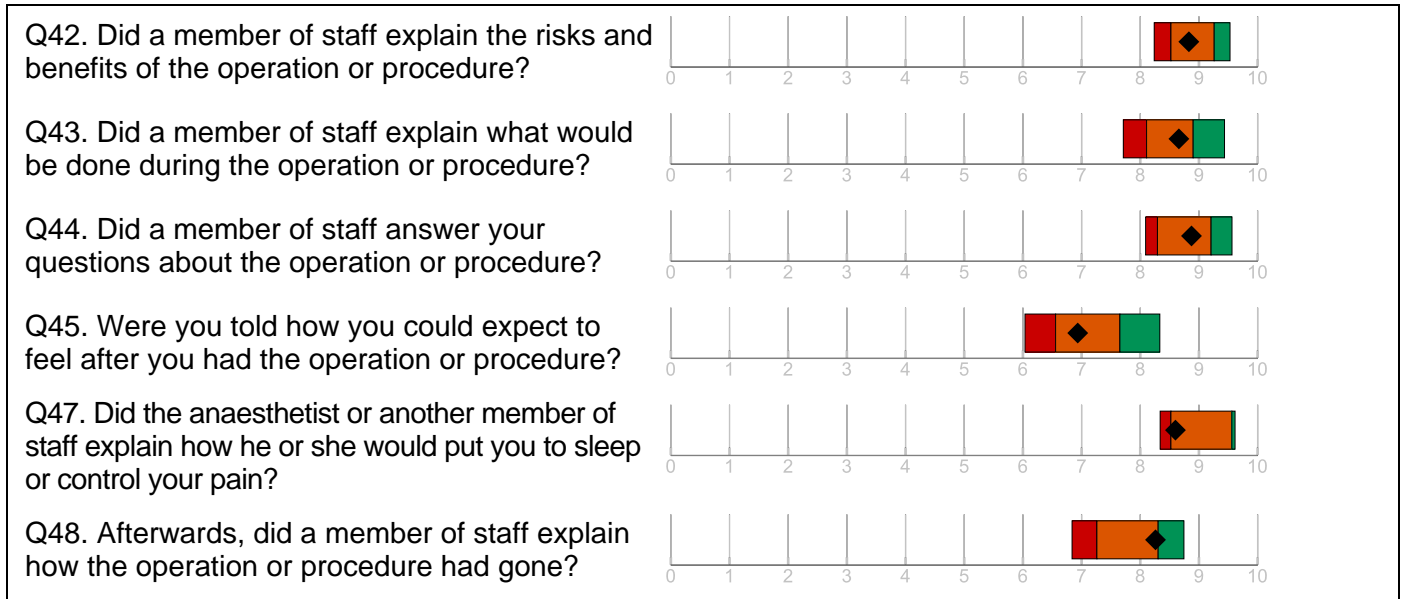 Q42. Did a member of staff explain the risks and
benefits of the operation or procedure?
0 1 2 3 4 5 6 7 8 9 10
Q43. Did a member of staff explain what would
be done during the operation or procedure?
0 1 2 3 4 5 6 7 8 9 10
Q44. Did a member of staff answer your
questions about the operation or procedure?
0 1 2 3 4 5 6 7 8 9 10
Q45. Were you told how you could expect to
feel after you had the operation or procedure?
0 1 2 3 4 5 6 7 8 9 10
Q47. Did the anaesthetist or another member of
staff explain how he or she would put you to sleep
or control your pain?
0 1 2 3 4 5 6 7 8 9 10
Q48. Afterwards, did a member of staff explain
how the operation or procedure had gone?
0 1 2 3 4 5 6 7 8 9 10